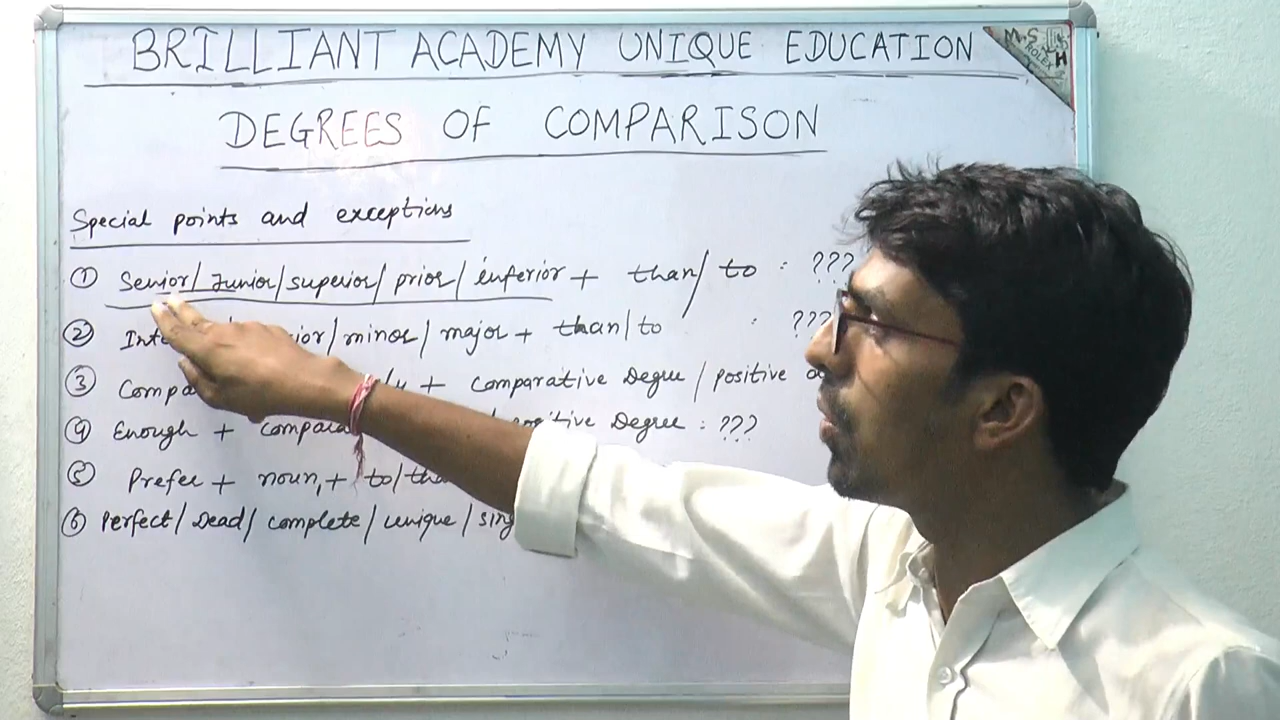 BRILLIANT ACADEMY UNIQUE EDUCATION
M.S
H
ROLEX
DEGREES OF COMPARISON
Special points and exceptions
① Senior/ Junior/ superior/ prior/ inferior + than/ to : ???
② / minor/ major + than/to : ???
③ + comparative Degree / positive
④ Enough + Degree : ???
⑤ Prefer + noun, + to/
⑥ Perfect/ Dead/ complete/ unique /